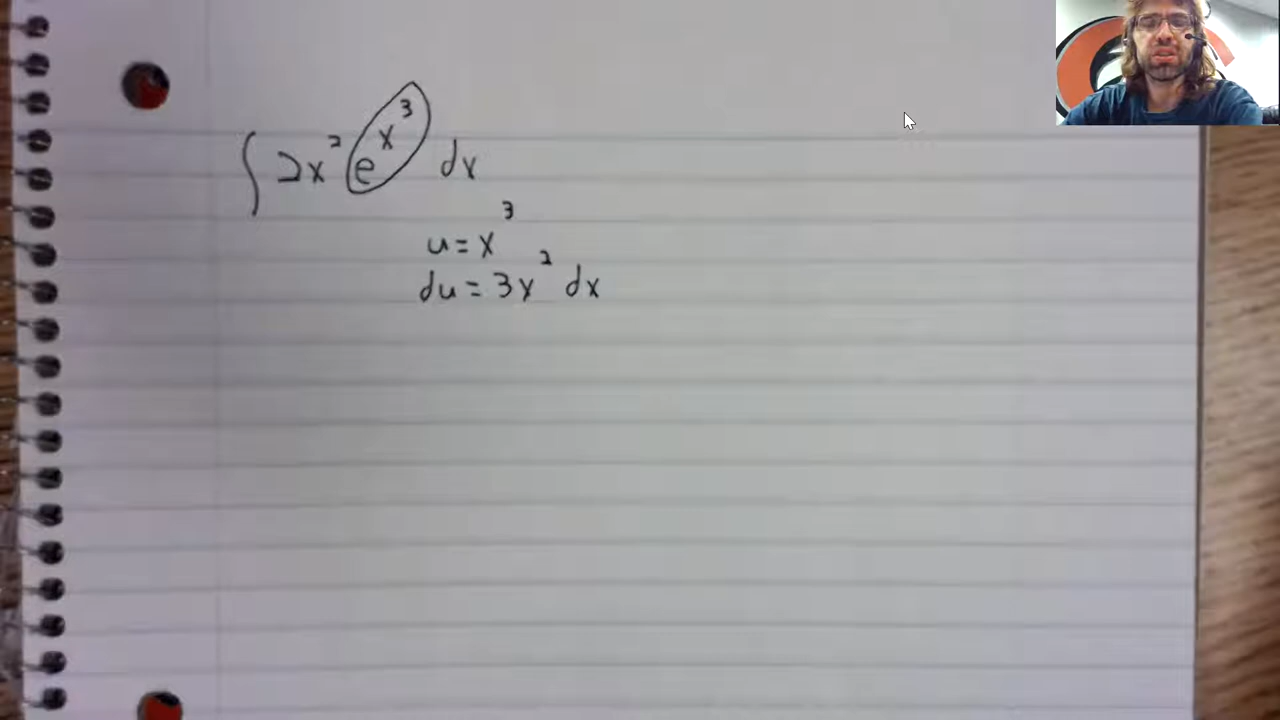 ∫ 2x² e^x³ dx
u = x³
du = 3x² dx